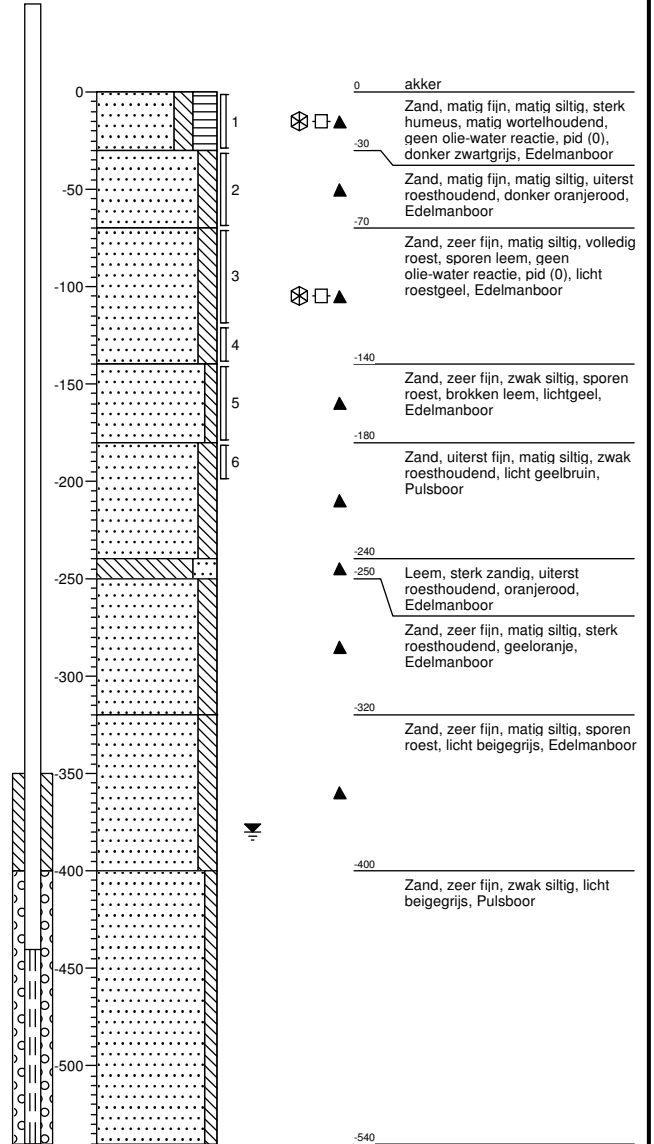 0 akker
0
Zand, matig fijn, matig siltig, sterk
humeus, matig wortelhoudend,
geen olie-water reactie, pid (0),
donker zwartgrijs, Edelmanboor
1
-30
Zand, matig fijn, matig siltig, uiterst
roesthoudend, donker oranjerood,
Edelmanboor
-50
2
-70
Zand, zeer fijn, matig siltig, volledig
roest, sporen leem, geen
olie-water reactie, pid (0), licht
roestgeel, Edelmanboor
3
-100
4
-140
-150
Zand, zeer fijn, zwak siltig, sporen
roest, brokken leem, lichtgeel,
Edelmanboor
5
-180
Zand, uiterst fijn, matig siltig, zwak
roesthoudend, licht geelbruin,
Pulsboor
6
-200
-240
-250
-250
Leem, sterk zandig, uiterst
roesthoudend, oranjerood,
Edelmanboor
Zand, zeer fijn, matig siltig, sterk
roesthoudend, geeloranje,
Edelmanboor
-300
-320
Zand, zeer fijn, matig siltig, sporen
roest, licht beigegrijs, Edelmanboor
-350
-400
-400
Zand, zeer fijn, zwak siltig, licht
beigegrijs, Pulsboor
-450
-500
-540